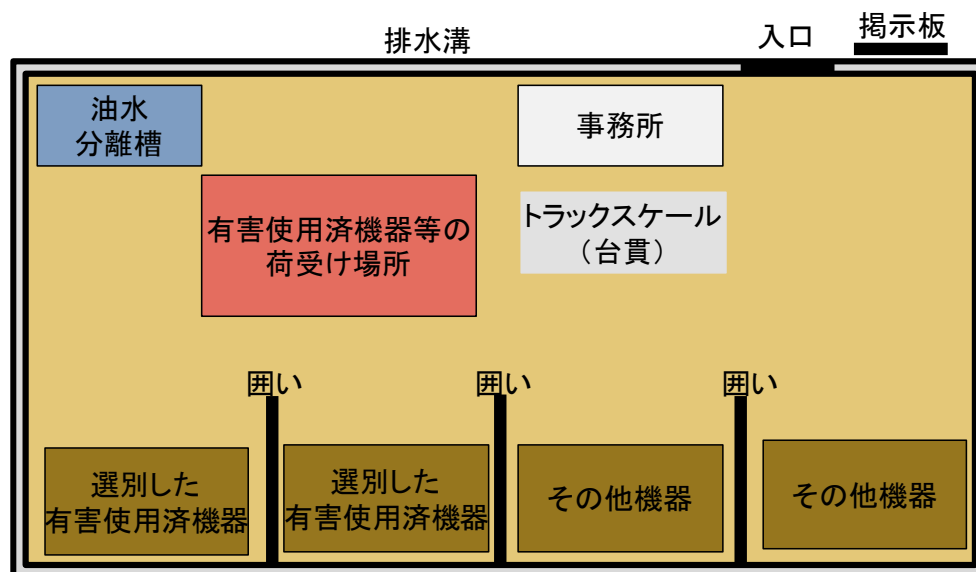 排水溝
入口
掲示板
油水
分離槽
事務所
有害使用済機器等の
荷受け場所
トラックスケール
（台貫）
囲い
囲い
囲い
選別した
有害使用済機器
選別した
有害使用済機器
その他機器
その他機器